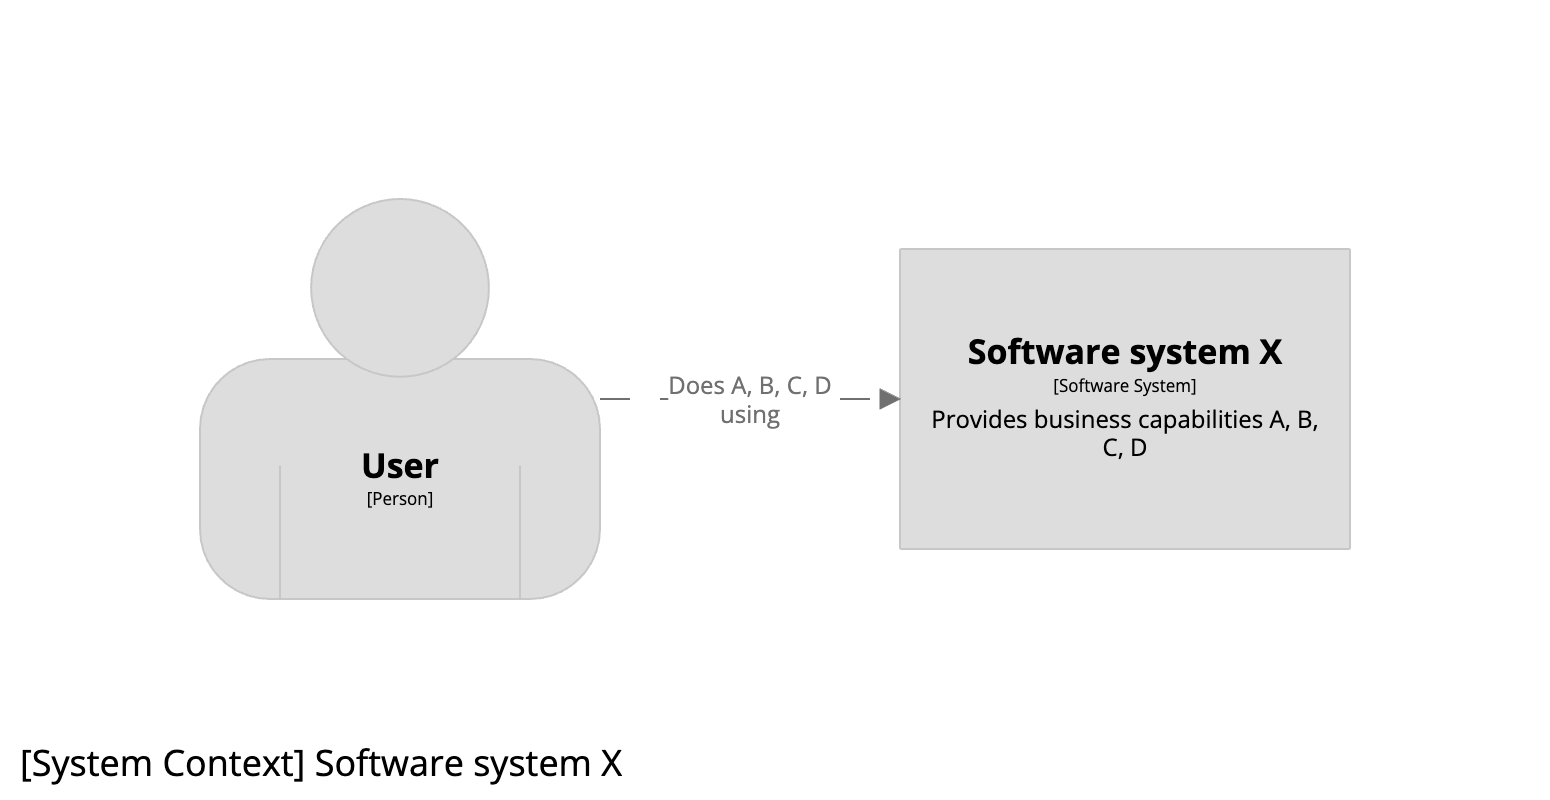 User
[Person]
Does A, B, C, D
using
Software system X
[Software System]
Provides business capabilities A, B,
C, D
[System Context] Software system X